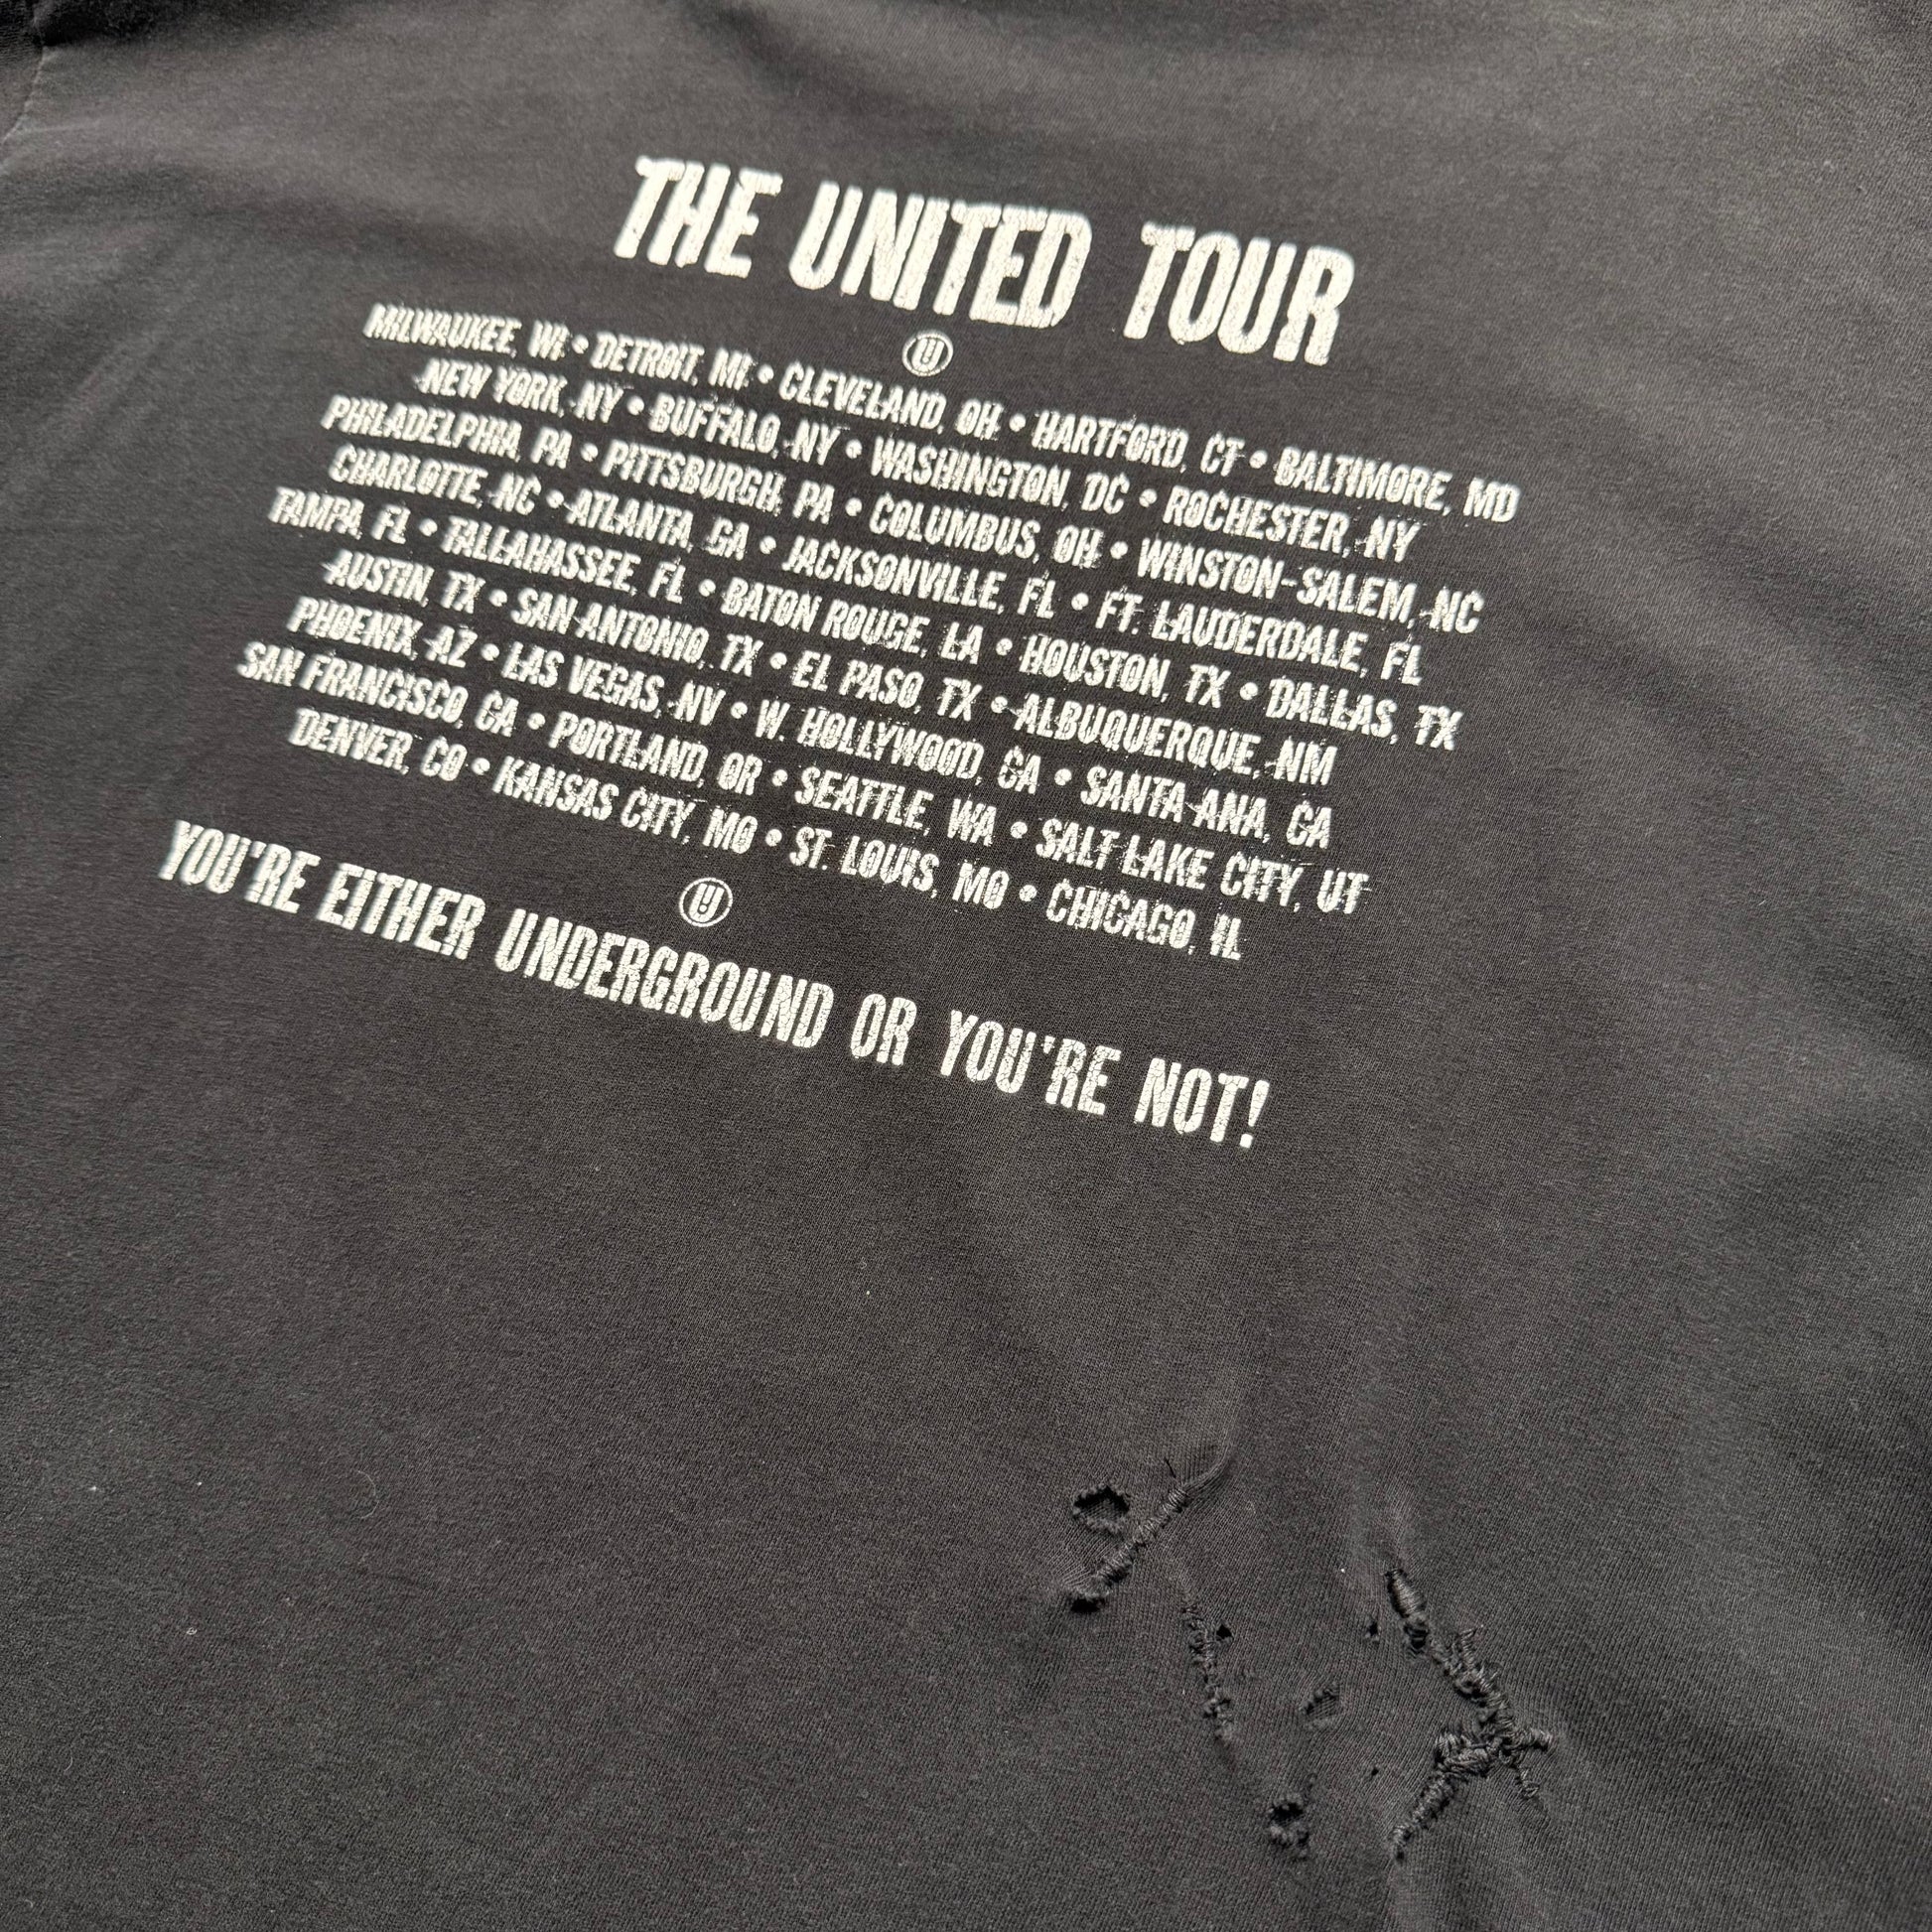 THE UNITED TOUR
U!
MILWAUKEE, WI • DETROIT, MI • CLEVELAND, OH • HARTFORD, CT • BALTIMORE, MD
NEW YORK, NY • BUFFALO, NY • WASHINGTON, DC • ROCHESTER, NY
PHILADELPHIA, PA • PITTSBURGH, PA • COLUMBUS, OH • WINSTON-SALEM, NC
CHARLOTTE, NC • ATLANTA, GA • JACKSONVILLE, FL • FT. LAUDERDALE, FL
TAMPA, FL • TALLAHASSEE, FL • BATON ROUGE, LA • HOUSTON, TX • DALLAS, TX
AUSTIN, TX • SAN ANTONIO, TX • EL PASO, TX • ALBUQUERQUE, NM
PHOENIX, AZ • LAS VEGAS, NV • W. HOLLYWOOD, CA • SANTA ANA, CA
SAN FRANCISCO, CA • PORTLAND, OR • SEATTLE, WA • SALT LAKE CITY, UT
DENVER, CO • KANSAS CITY, MO • ST. LOUIS, MO • CHICAGO, IL
U!
YOU'RE EITHER UNDERGROUND OR YOU'RE NOT!